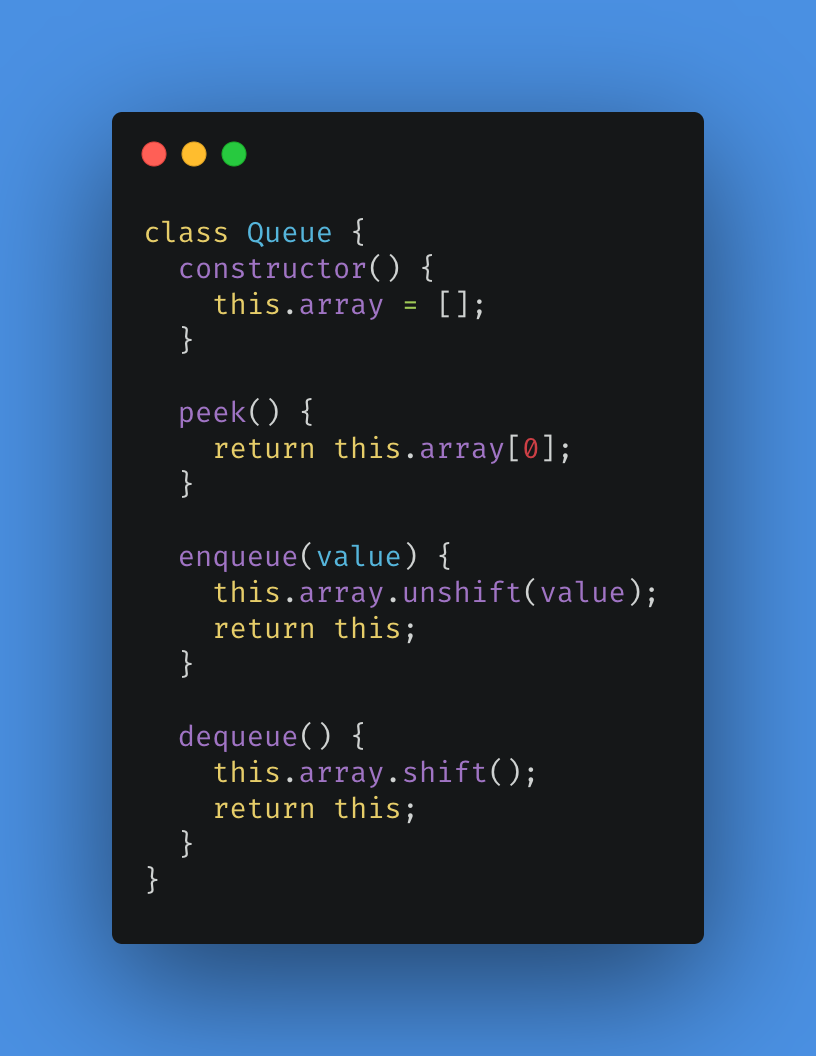 class Queue {
  constructor() {
    this.array = [];
  }

  peek() {
    return this.array[0];
  }

  enqueue(value) {
    this.array.unshift(value);
    return this;
  }

  dequeue() {
    this.array.shift();
    return this;
  }
}